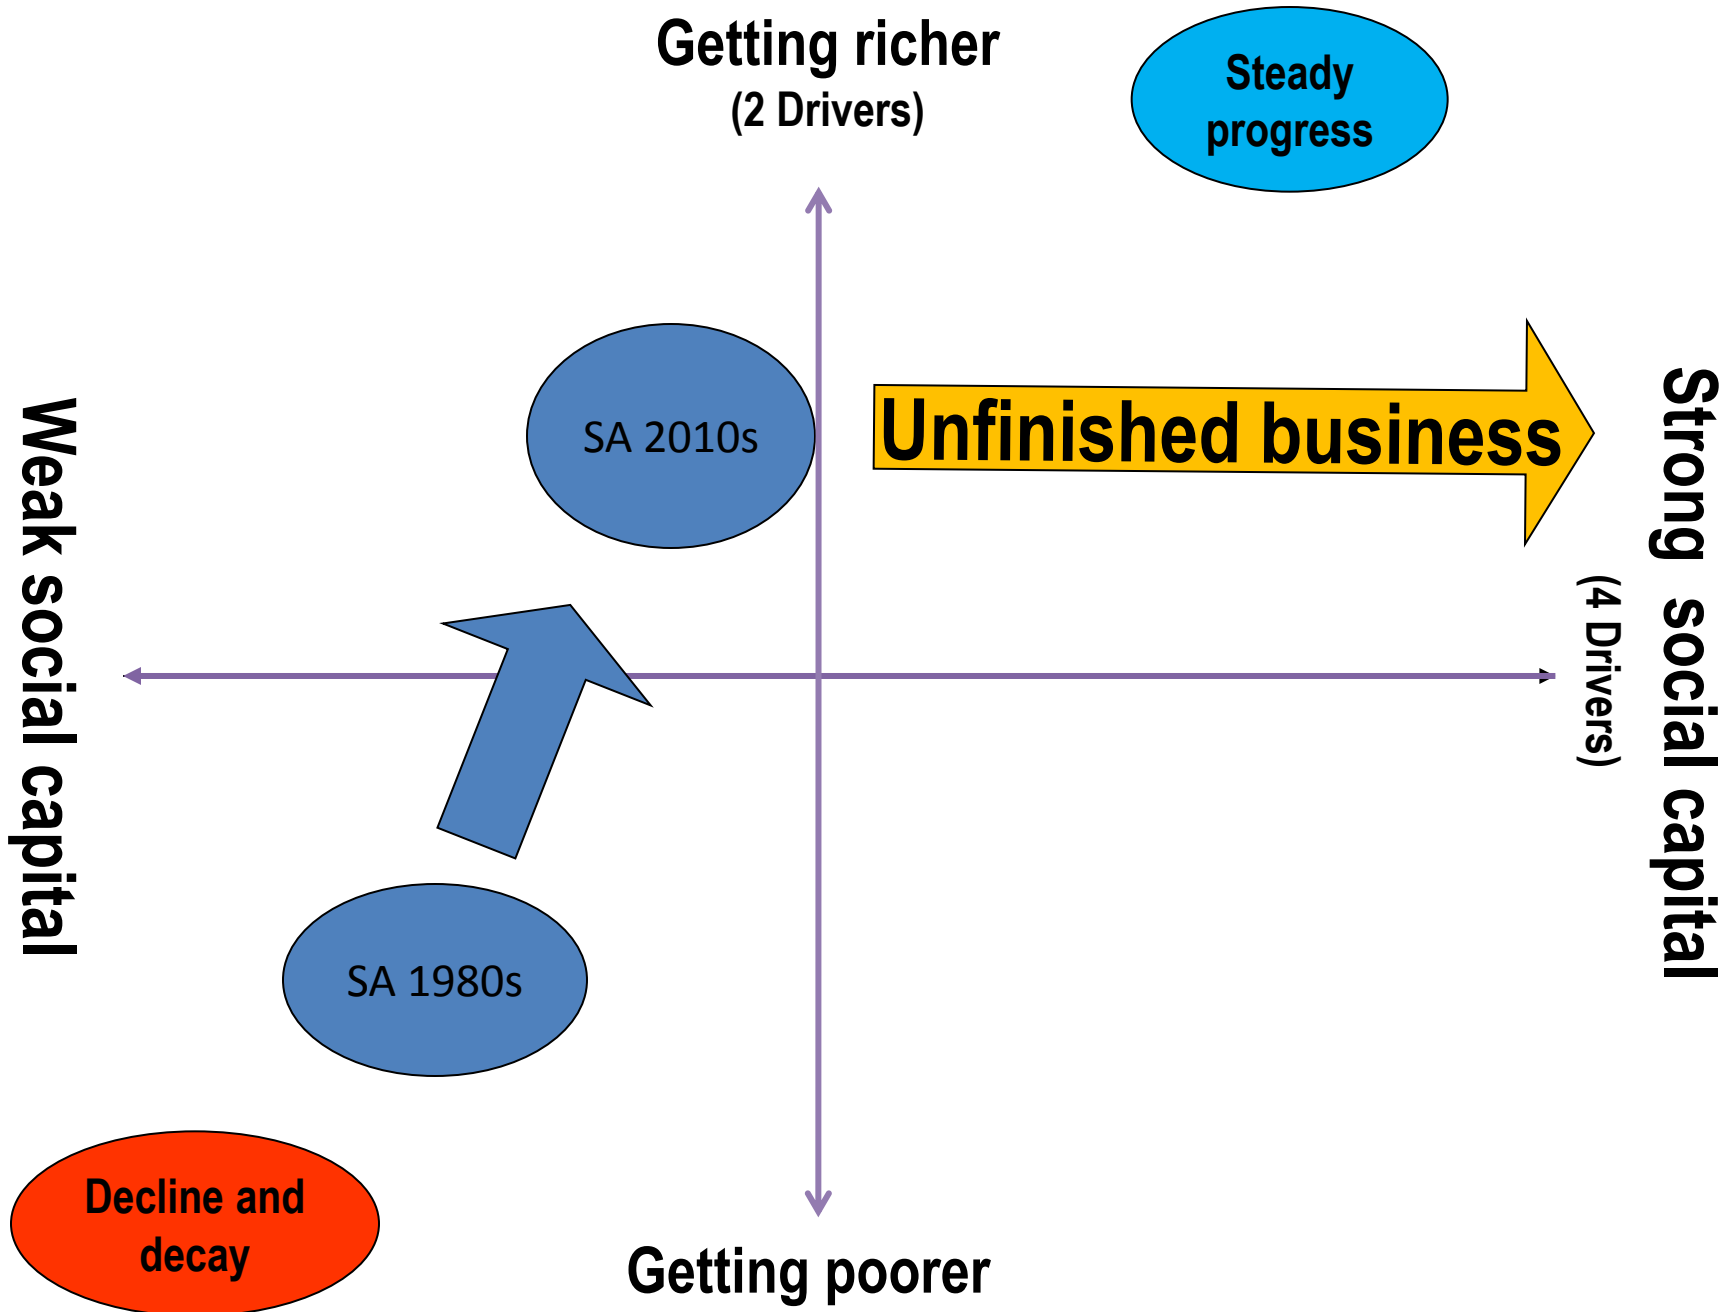 Getting richer
(2 Drivers)
Steady
progress
SA 2010s
Unfinished business
Weak social capital
Strong social capital
(4 Drivers)
SA 1980s
Decline and
decay
Getting poorer